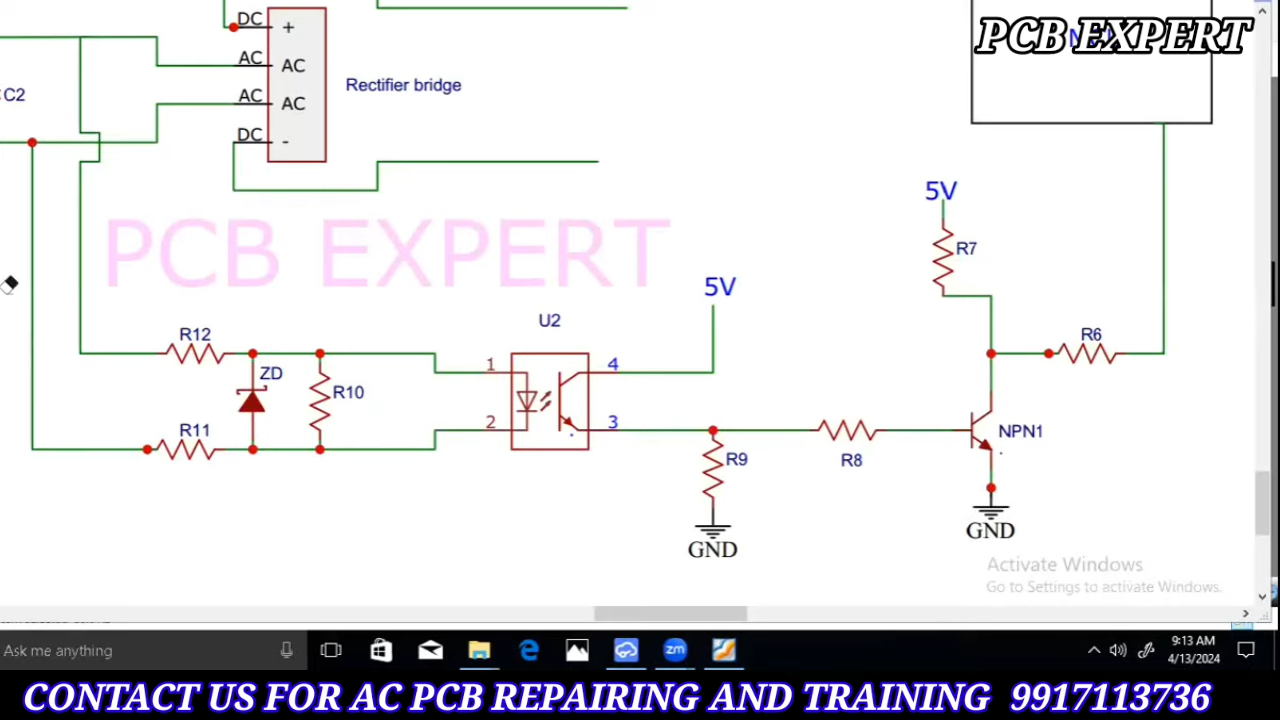 PCB EXPERT
DC
+
AC
AC
AC
AC
DC
-
Rectifier bridge
C2
PCB EXPERT
5V
R7
5V
U2
R12
R6
1
4
ZD
R10
R11
2
3
NPN1
R9
R8
GND
GND
Activate Windows
Go to Settings to activate Windows.
Ask me anything
9:13 AM
4/13/2024
CONTACT US FOR AC PCB REPAIRING AND TRAINING 9917113736